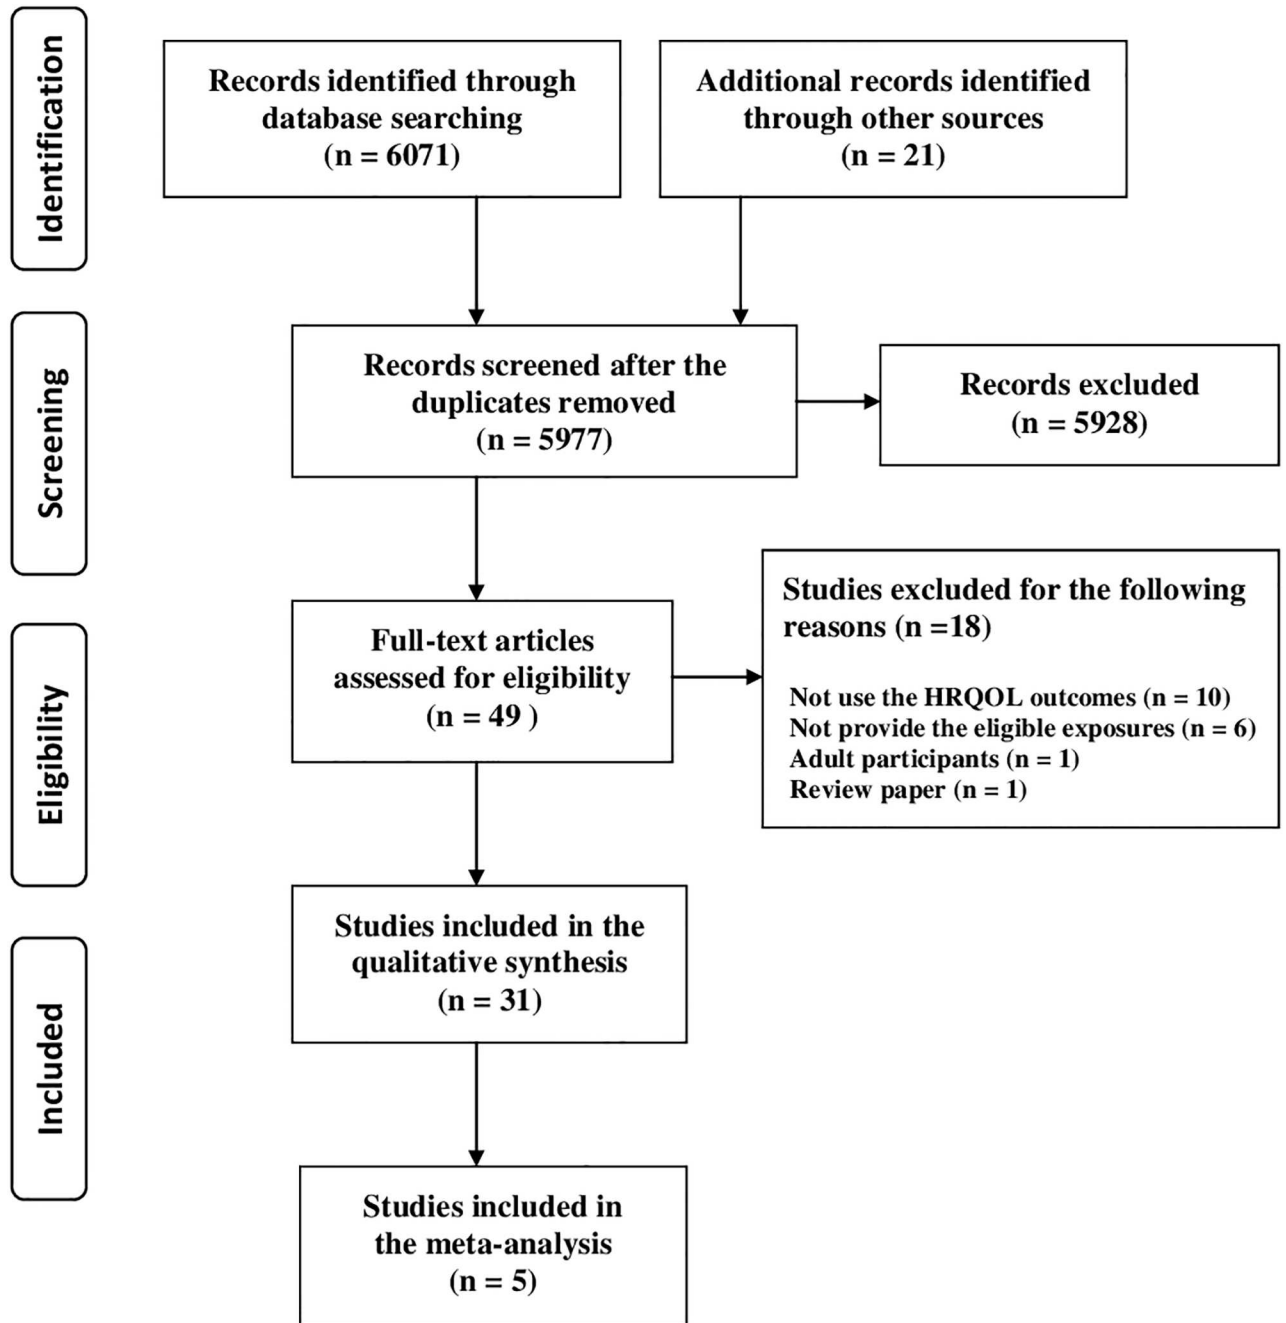 Identification
Records identified through
database searching
(n = 6071)
Additional records identified
through other sources
(n = 21)
Screening
Records screened after the
duplicates removed
(n = 5977)
Records excluded
(n = 5928)
Eligibility
Full-text articles
assessed for eligibility
(n = 49 )
Studies excluded for the following
reasons (n =18)
Not use the HRQOL outcomes (n = 10)
Not provide the eligible exposures (n = 6)
Adult participants (n = 1)
Review paper (n = 1)
Included
Studies included in the
qualitative synthesis
(n = 31)
Studies included in
the meta-analysis
(n = 5)